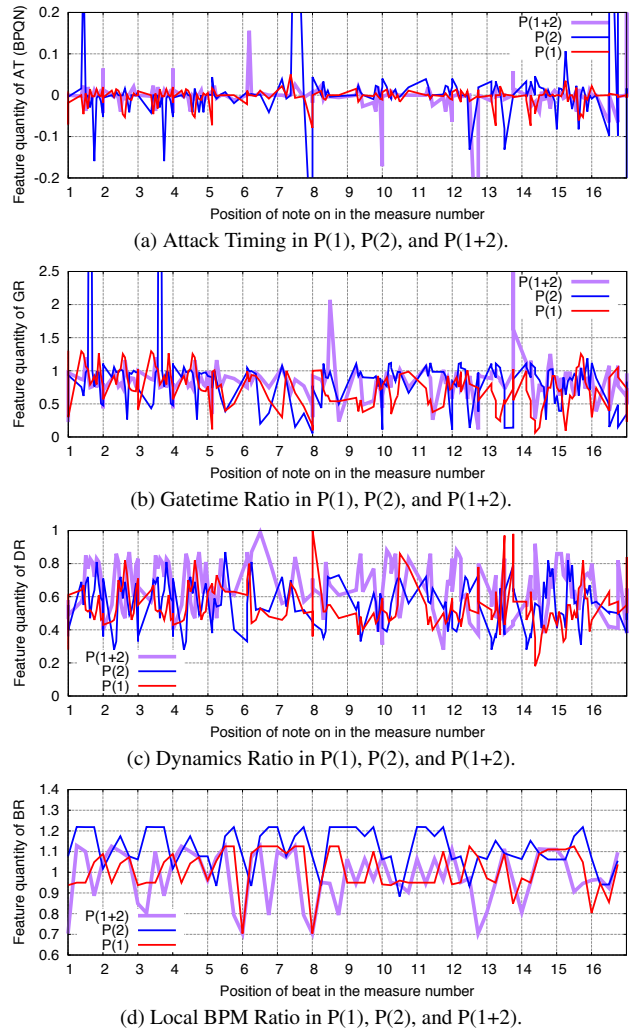 Feature quantity of AT (BPQN)
0.2
0.1
0
-0.1
-0.2
P(1+2)
P(2)
P(1)
1 2 3 4 5 6 7 8 9 10 11 12 13 14 15 16
Position of note on in the measure number
(a) Attack Timing in P(1), P(2), and P(1+2).
Feature quantity of GR
2.5
2
1.5
1
0.5
0
P(1+2)
P(2)
P(1)
1 2 3 4 5 6 7 8 9 10 11 12 13 14 15 16
Position of note on in the measure number
(b) Gatetime Ratio in P(1), P(2), and P(1+2).
Feature quantity of DR
1
0.8
0.6
0.4
0.2
0
P(1+2)
P(2)
P(1)
1 2 3 4 5 6 7 8 9 10 11 12 13 14 15 16
Position of note on in the measure number
(c) Dynamics Ratio in P(1), P(2), and P(1+2).
Feature quantity of BR
1.4
1.3
1.2
1.1
1
0.9
0.8
0.7
0.6
P(1+2)
P(2)
P(1)
1 2 3 4 5 6 7 8 9 10 11 12 13 14 15 16
Position of beat in the measure number
(d) Local BPM Ratio in P(1), P(2), and P(1+2).